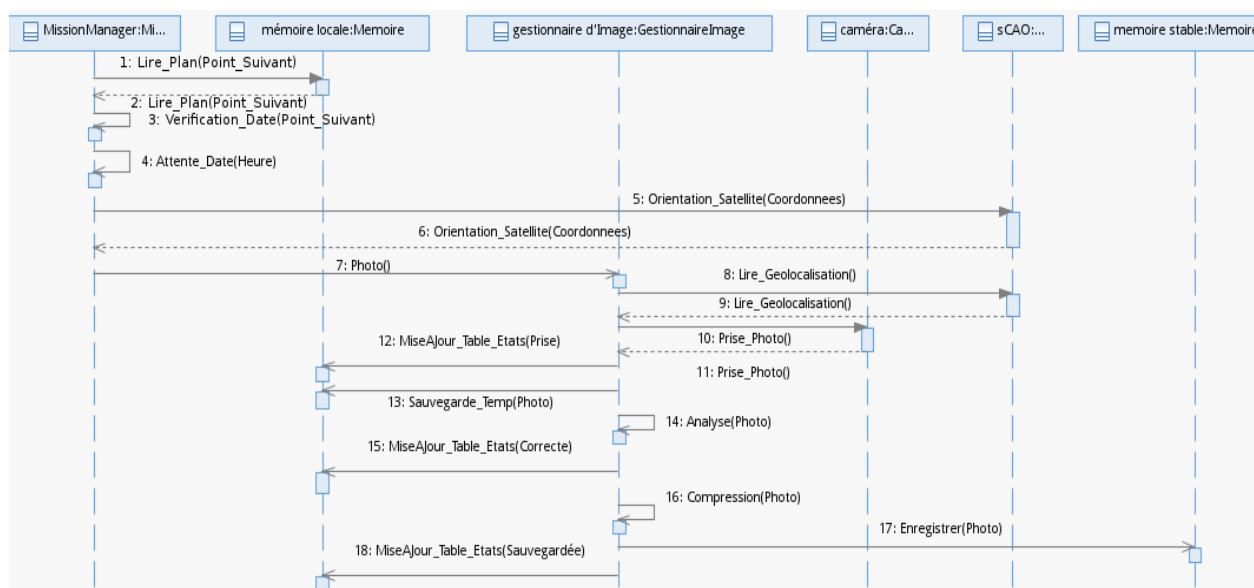 MissionManager:Mi...
mémoire locale:Memoire
gestionnaire d'Image:GestionnaireImage
caméra:Ca...
sCAO:...
memoire stable:Memoire
1: Lire_Plan(Point_Suivant)
2: Lire_Plan(Point_Suivant)
3: Verification_Date(Point_Suivant)
4: Attente_Date(Heure)
5: Orientation_Satellite(Coordonnees)
6: Orientation_Satellite(Coordonnees)
7: Photo()
8: Lire_Geolocalisation()
9: Lire_Geolocalisation()
10: Prise_Photo()
12: MiseAJour_Table_Etats(Prise)
11: Prise_Photo()
13: Sauvegarde_Temp(Photo)
14: Analyse(Photo)
15: MiseAJour_Table_Etats(Correcte)
16: Compression(Photo)
17: Enregistrer(Photo)
18: MiseAJour_Table_Etats(Sauvegardée)